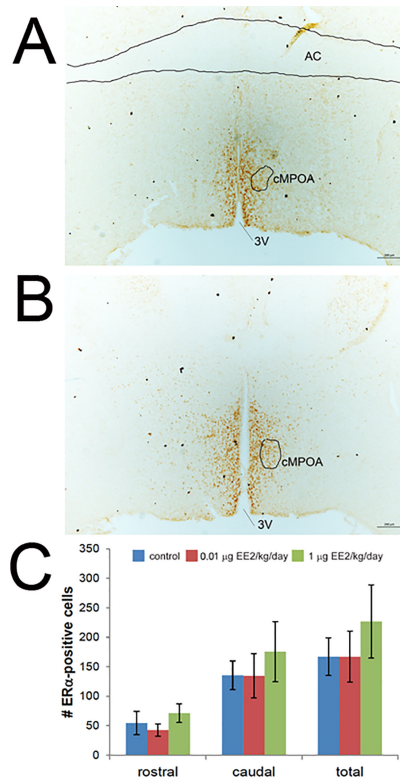 A
AC
cMPOA
3V
B
cMPOA
3V
C
control 0.01 µg EE2/kg/day 1 µg EE2/kg/day
# ERα-positive cells
350
300
250
200
150
100
50
0
rostral caudal total